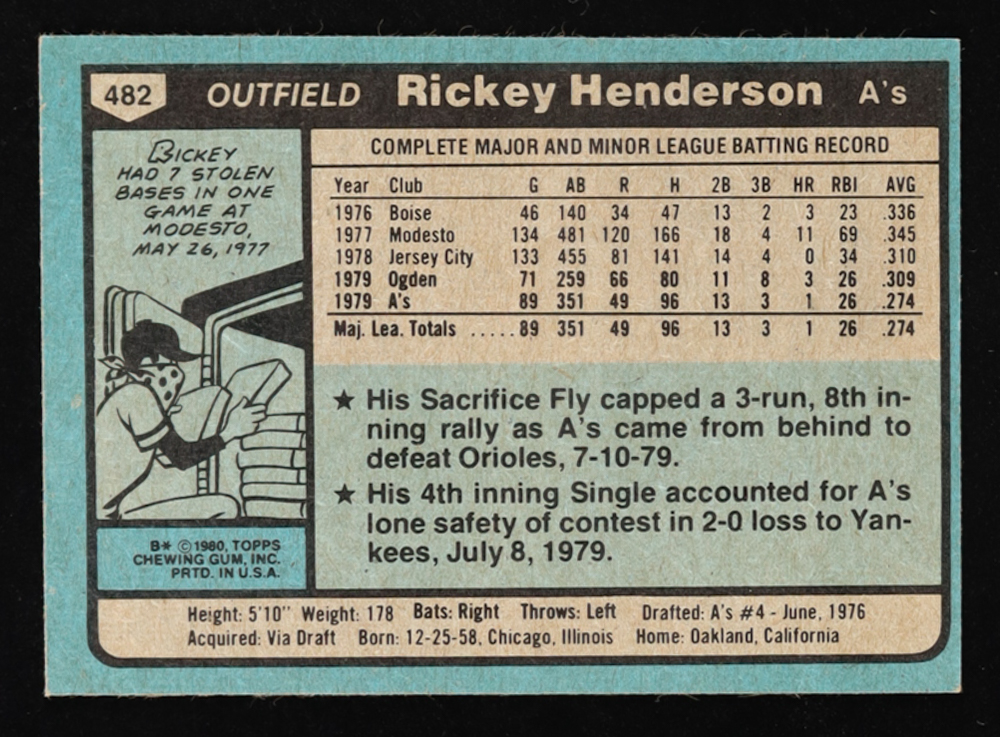 482 OUTFIELD Rickey Henderson A's
RICKEY
HAD 7 STOLEN
BASES IN ONE
GAME AT
MODESTO,
MAY 26, 1977
B* ©1980, TOPPS
CHEWING GUM, INC.
PRTD. IN U.S.A.
COMPLETE MAJOR AND MINOR LEAGUE BATTING RECORD
Year Club G AB R H 2B 3B HR RBI AVG
1976 Boise 46 140 34 47 13 2 3 23 .336
1977 Modesto 134 481 120 166 18 4 11 69 .345
1978 Jersey City 133 455 81 141 14 4 0 34 .310
1979 Ogden 71 259 66 80 11 8 3 26 .309
1979 A's 89 351 49 96 13 3 1 26 .274
Maj. Lea. Totals .....89 351 49 96 13 3 1 26 .274
★ His Sacrifice Fly capped a 3-run, 8th in-
ning rally as A's came from behind to
defeat Orioles, 7-10-79.
★ His 4th inning Single accounted for A's
lone safety of contest in 2-0 loss to Yan-
kees, July 8, 1979.
Height: 5'10" Weight: 178 Bats: Right Throws: Left Drafted: A's #4 - June, 1976
Acquired: Via Draft Born: 12-25-58, Chicago, Illinois Home: Oakland, California